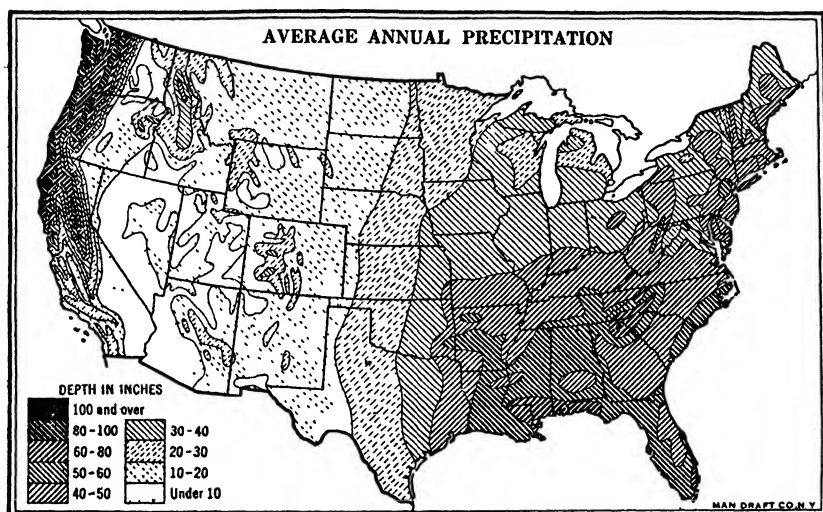 AVERAGE ANNUAL PRECIPITATION
DEPTH IN INCHES
100 and over
80-100
60-80
50-60
40-50
30-40
20-30
10-20
Under 10
MAN DRAFT CO.N.Y